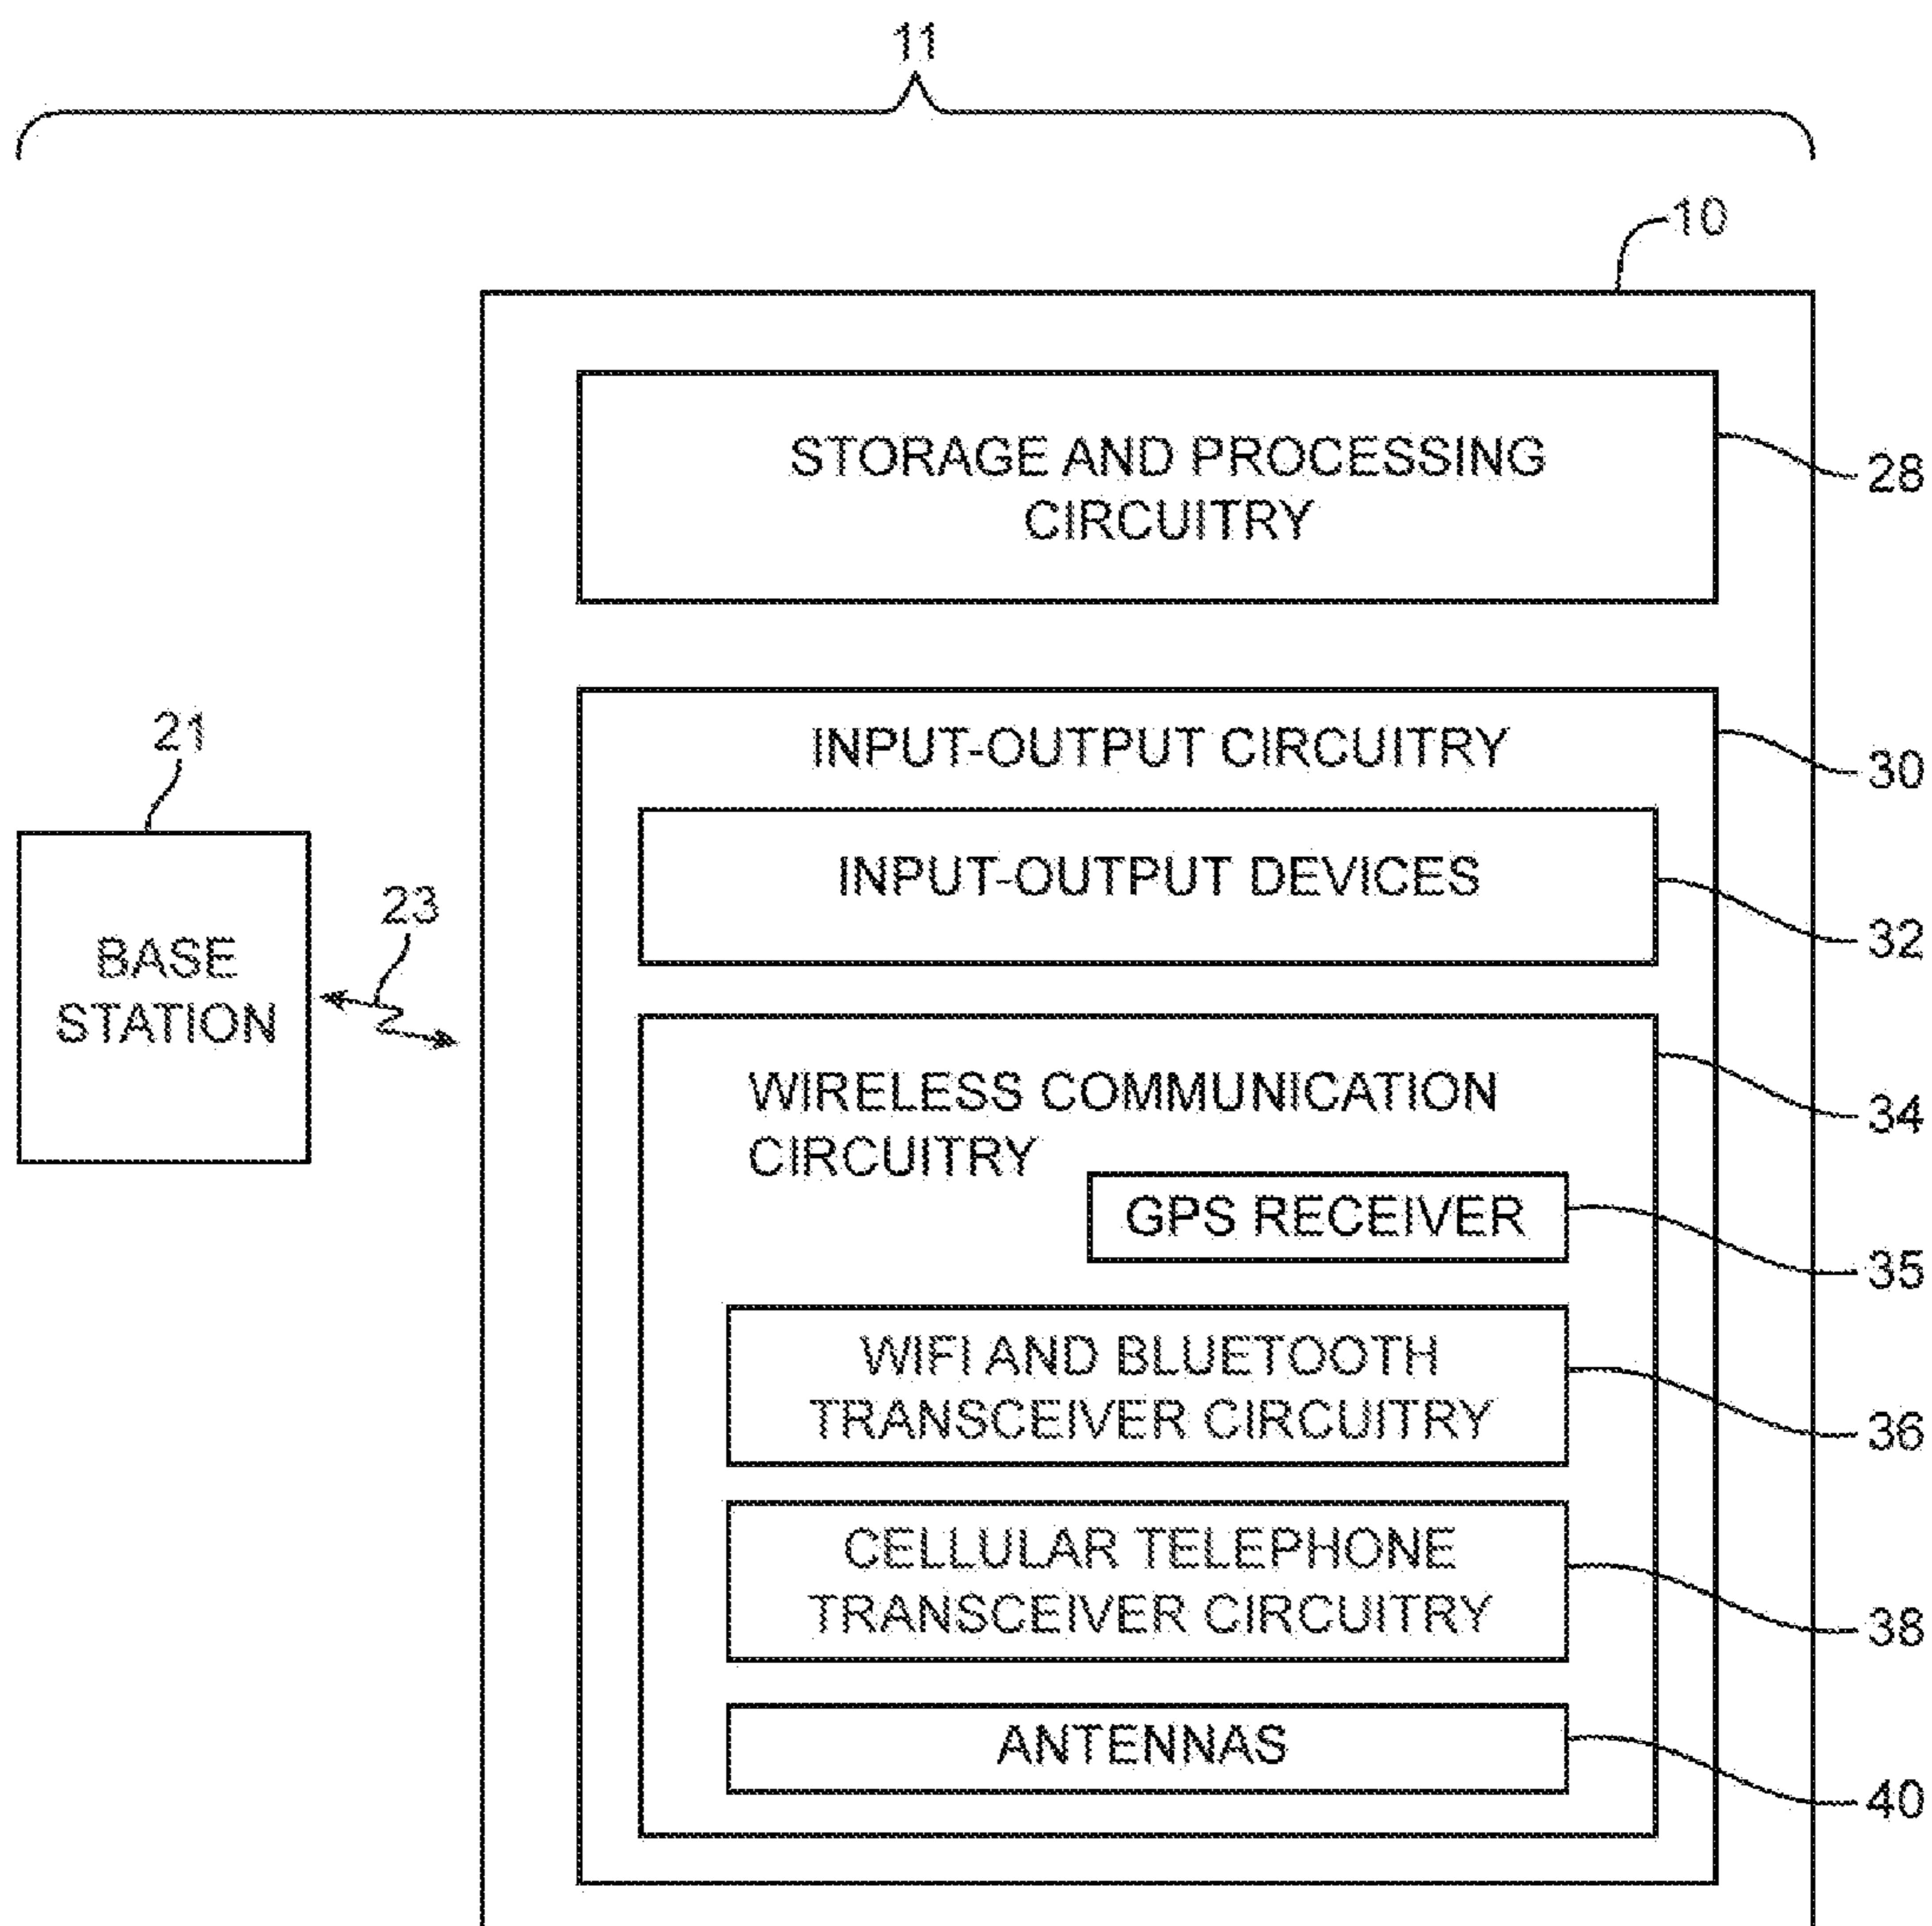 11
10
STORAGE AND PROCESSING
CIRCUITRY
28
INPUT-OUTPUT CIRCUITRY
30
21
INPUT-OUTPUT DEVICES
32
23
BASE
STATION
WIRELESS COMMUNICATION
CIRCUITRY
34
GPS RECEIVER
35
WIFI AND BLUETOOTH
TRANSCEIVER CIRCUITRY
36
CELLULAR TELEPHONE
TRANSCEIVER CIRCUITRY
38
ANTENNAS
40